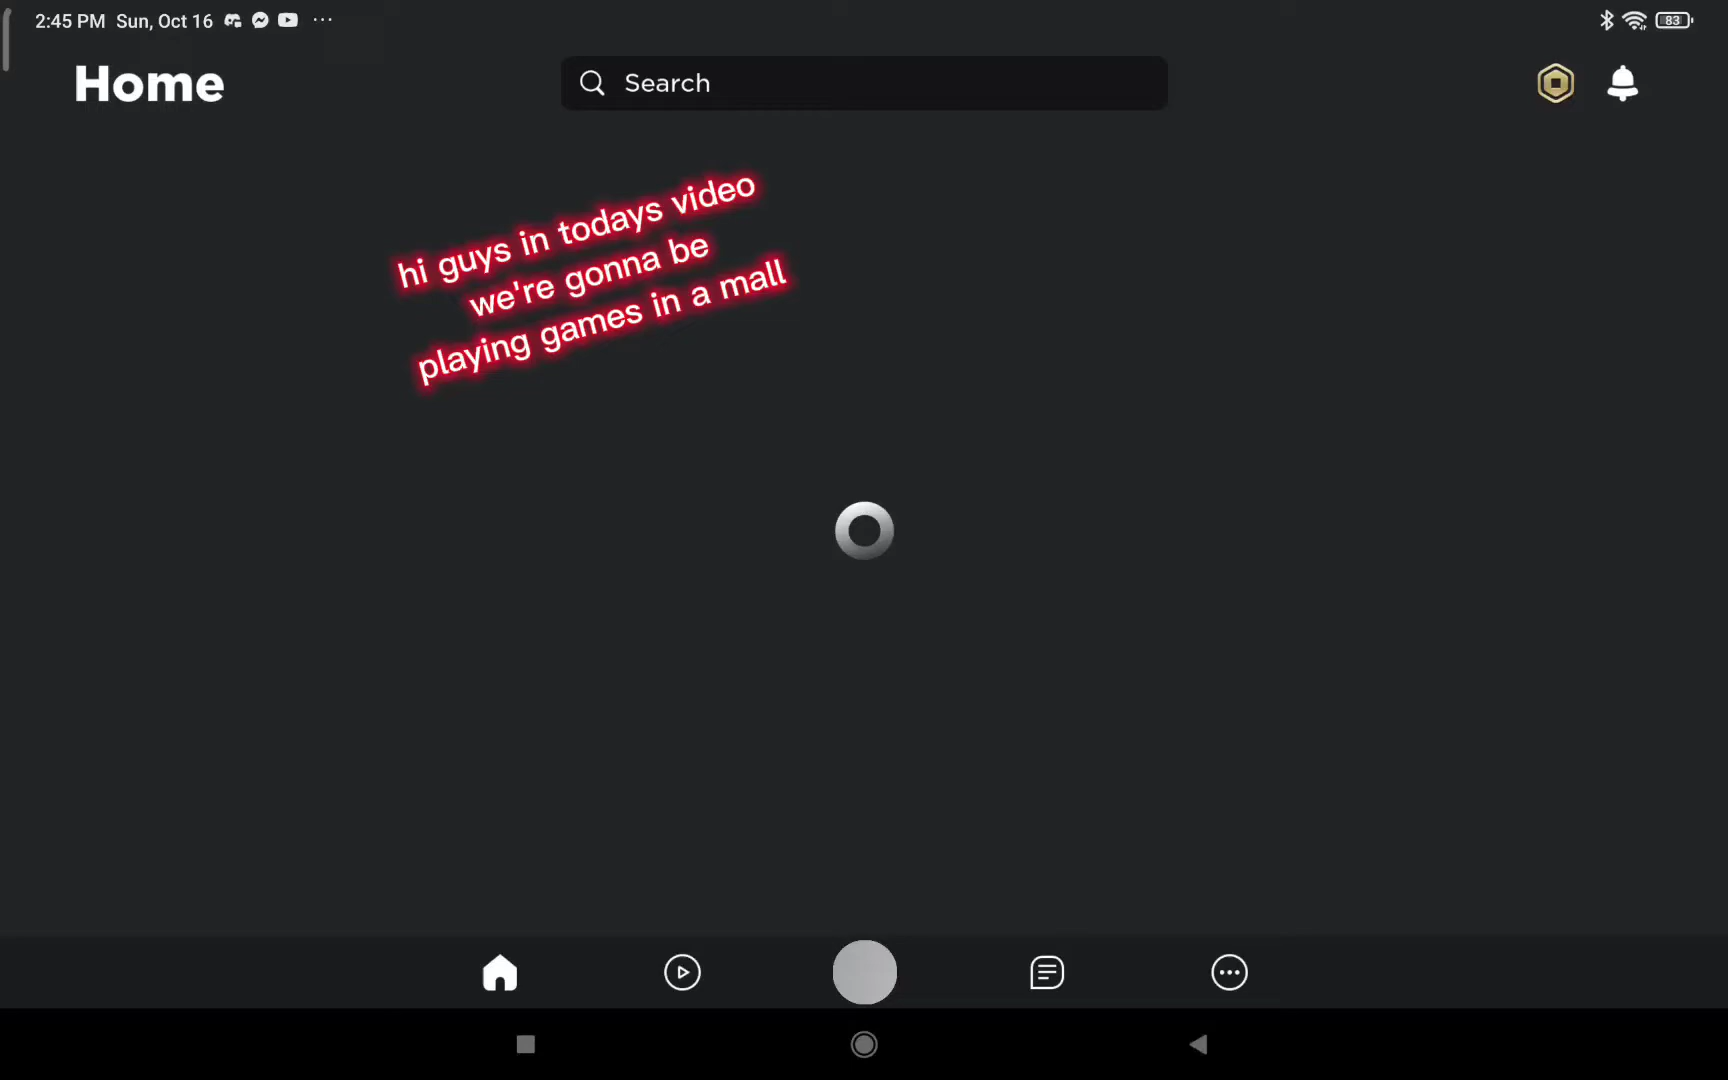 2:45 PM Sun, Oct 16
83
Home
Search
hi guys in todays video
we're gonna be
playing games in a mall